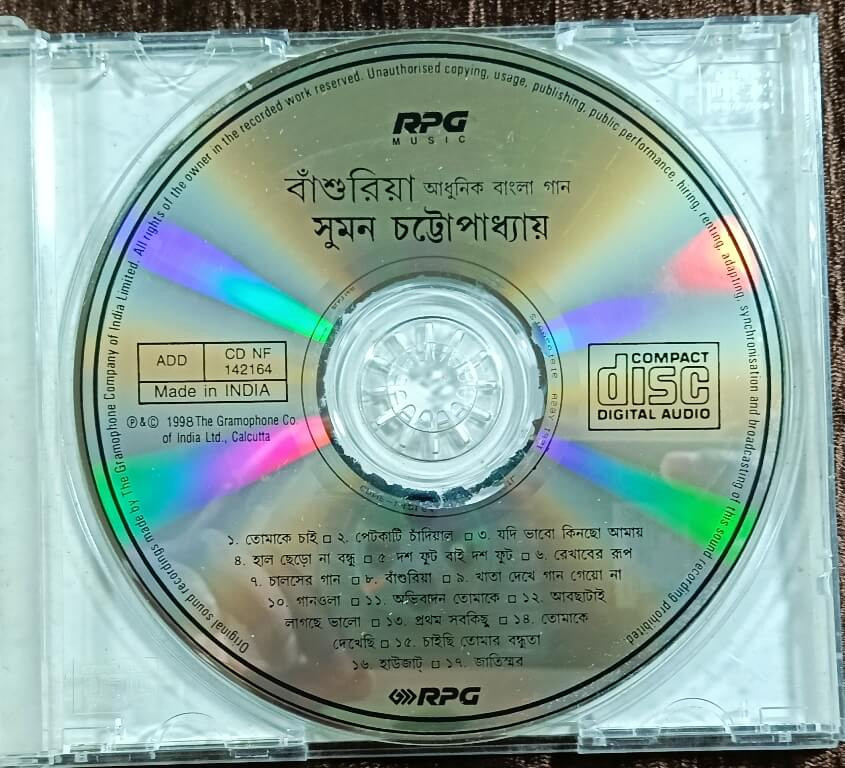 RPG
MUSIC
বাঁশুরিয়া আধুনিক বাংলা গান
সুমন চট্টোপাধ্যায়
ADD
CD NF
142164
Made in INDIA
COMPACT
disc
DIGITAL AUDIO
℗ & © 1998 The Gramophone Co.
of India Ltd., Calcutta
১. তোমাকে চাই □ ২. পেটকাটি চাঁদিয়াল □ ৩. যদি ভাবো কিনছো আমায়
৪. হাল ছেড়ো না বন্ধু □ ৫. দশ ফুট বাই দশ ফুট □ ৬. রেখাবের রূপ
৭. চালসের গান □ ৮. বাঁশুরিয়া □ ৯. খাতা দেখে গান গেয়ো না
১০. গানওলা □ ১১. অভিবাদন তোমাকে □ ১২. আবছাটাই
লাগছে ভালো □ ১৩. প্রথম সবকিছু □ ১৪. তোমাকে
দেখেছি □ ১৫. চাইছি তোমার বন্ধুতা
১৬. হাউজাট্ □ ১৭. জাতিস্মর
RPG
Original sound recordings made by The Gramophone Company of India Limited. All rights of the owner in the recorded work reserved. Unauthorised copying, usage, publishing, public performance, hiring, renting, adapting, synchronisation and broadcasting of this sound recording prohibited.